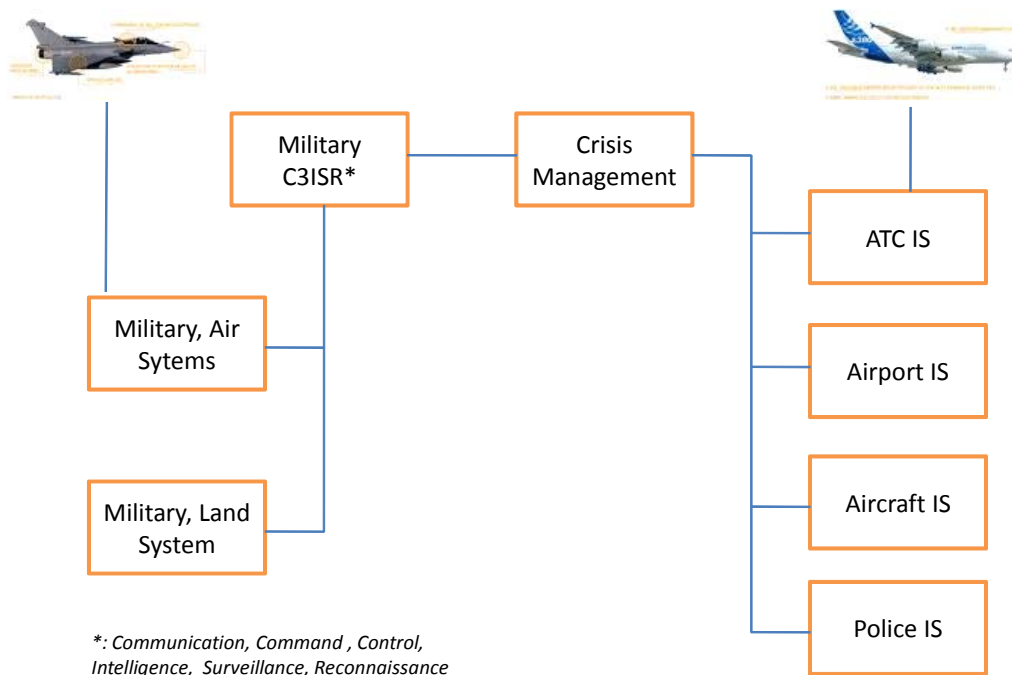 A380
Military
C3ISR*
Crisis
Management
ATC IS
Military, Air
Sytems
Airport IS
Military, Land
System
Aircraft IS
Police IS
*: Communication, Command , Control,
Intelligence, Surveillance, Reconnaissance